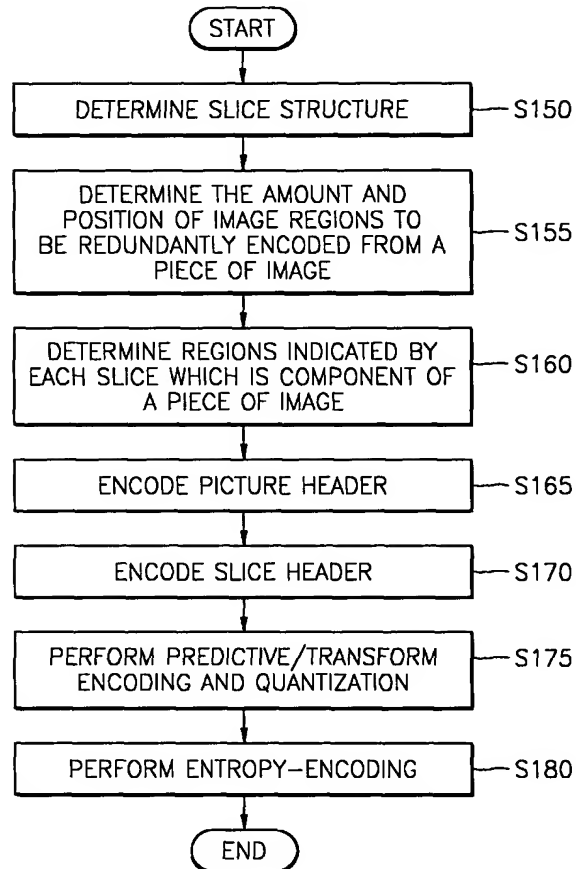 START
DETERMINE SLICE STRUCTURE
S150
DETERMINE THE AMOUNT AND
POSITION OF IMAGE REGIONS TO
BE REDUNDANTLY ENCODED FROM A
PIECE OF IMAGE
S155
DETERMINE REGIONS INDICATED BY
EACH SLICE WHICH IS COMPONENT OF
A PIECE OF IMAGE
S160
ENCODE PICTURE HEADER
S165
ENCODE SLICE HEADER
S170
PERFORM PREDICTIVE/TRANSFORM
ENCODING AND QUANTIZATION
S175
PERFORM ENTROPY-ENCODING
S180
END